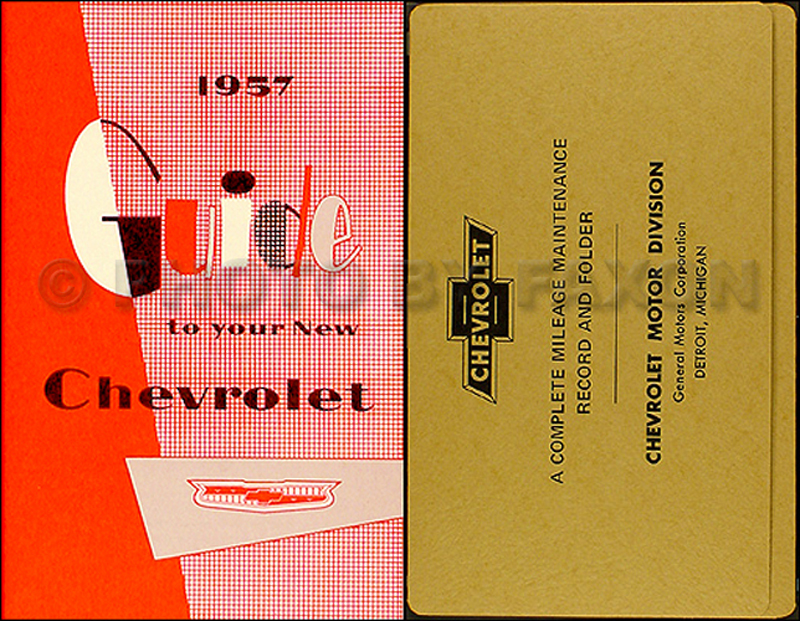 1957
Guide
to your New
Chevrolet
© PHOTO BY FAXON
CHEVROLET
A COMPLETE MILEAGE MAINTENANCE
RECORD AND FOLDER
CHEVROLET MOTOR DIVISION
General Motors Corporation
DETROIT, MICHIGAN